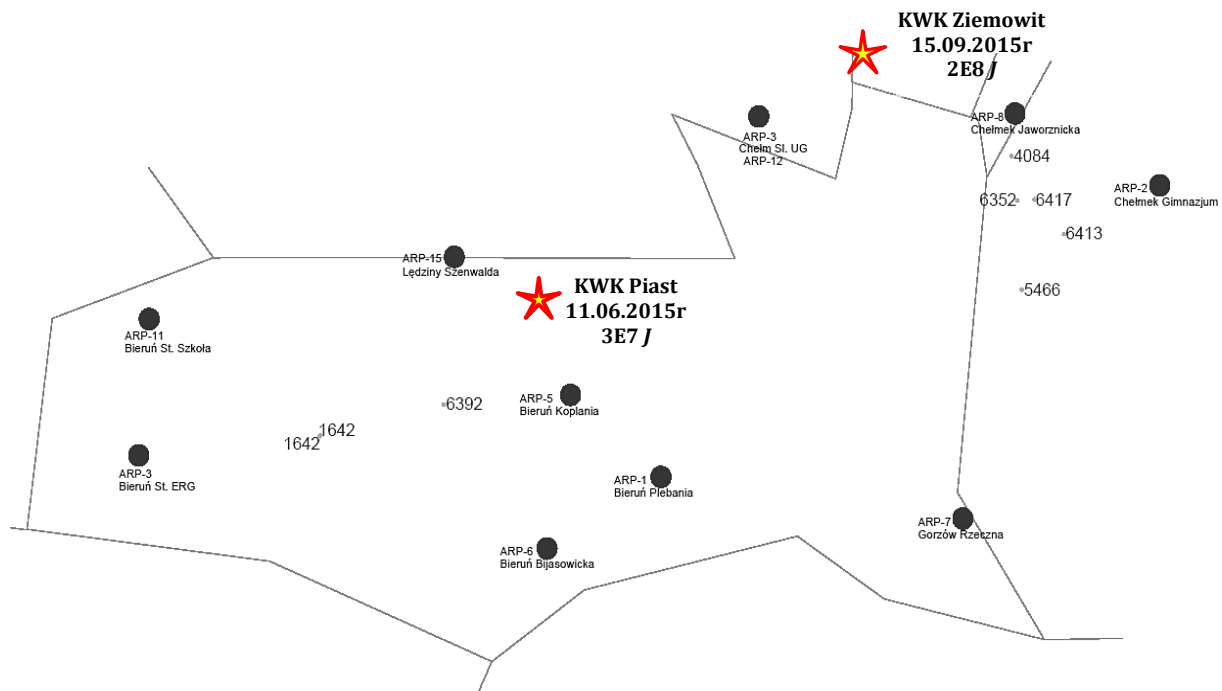 KWK Ziemowit
15.09.2015r
2E8 J
ARP-3
Chełm Sl. UG
ARP-12
ARP-8
Chełmek Jaworznicka
4084
ARP-2
Chełmek Gimnazjum
6352
6417
6413
5466
ARP-15
Lędziny Szenwalda
KWK Piast
11.06.2015r
3E7 J
ARP-11
Bieruń St. Szkoła
6392
ARP-5
Bieruń Koplania
1642
1642
ARP-3
Bieruń St. ERG
ARP-1
Bieruń Plebania
ARP-7
Gorzów Rzeczna
ARP-6
Bieruń Bijasowicka